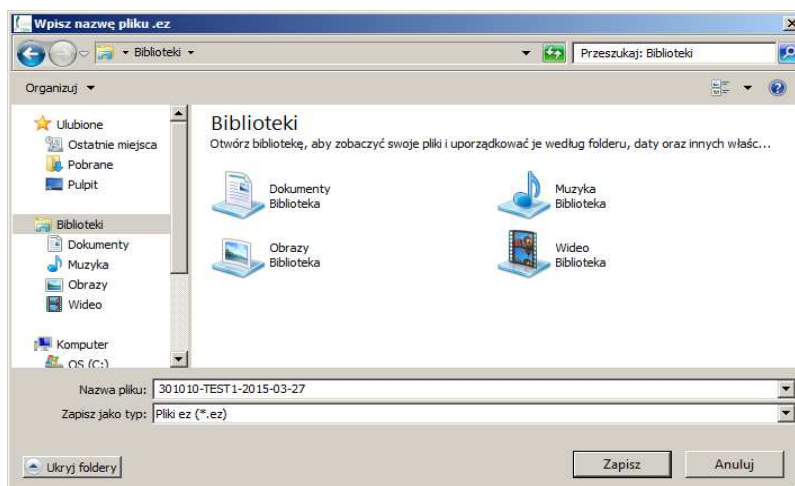 Wpisz nazwę pliku .ez
Biblioteki
Przeszukaj: Biblioteki
Organizuj
Ulubione
Ostatnie miejsca
Pobrane
Pulpit
Biblioteki
Dokumenty
Muzyka
Obrazy
Wideo
Komputer
OS (C:)
Biblioteki
Otwórz bibliotekę, aby zobaczyć swoje pliki i uporządkować je według folderu, daty oraz innych właśc...
Dokumenty
Biblioteka
Muzyka
Biblioteka
Obrazy
Biblioteka
Wideo
Biblioteka
Nazwa pliku: 301010-TEST1-2015-03-27
Zapisz jako typ: Pliki ez (*.ez)
Ukryj foldery
Zapisz
Anuluj